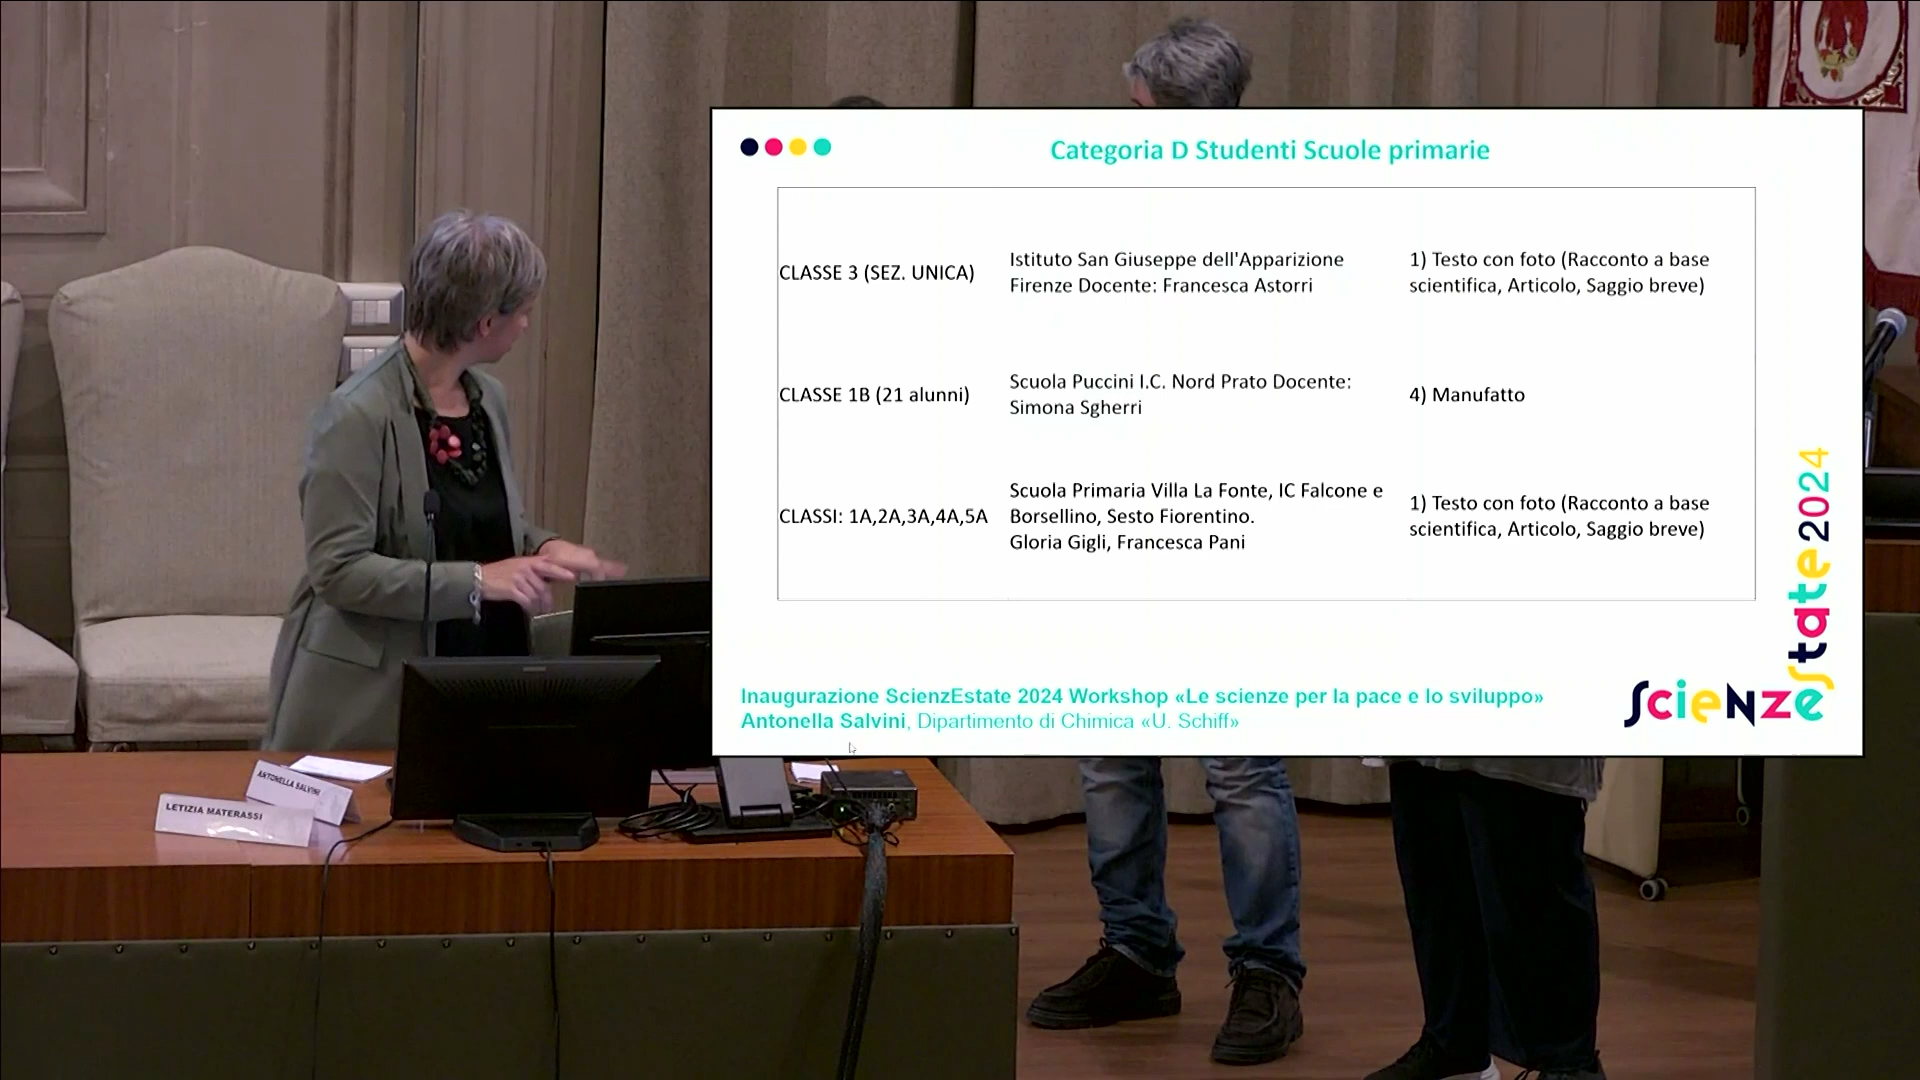 Categoria D Studenti Scuole primarie
CLASSE 3 (SEZ. UNICA)
Istituto San Giuseppe dell'Apparizione
Firenze Docente: Francesca Astorri
1) Testo con foto (Racconto a base
scientifica, Articolo, Saggio breve)
CLASSE 1B (21 alunni)
Scuola Puccini I.C. Nord Prato Docente:
Simona Sgherri
4) Manufatto
CLASSI: 1A,2A,3A,4A,5A
Scuola Primaria Villa La Fonte, IC Falcone e
Borsellino, Sesto Fiorentino.
Gloria Gigli, Francesca Pani
1) Testo con foto (Racconto a base
scientifica, Articolo, Saggio breve)
Inaugurazione ScienzEstate 2024 Workshop «Le scienze per la pace e lo sviluppo»
Antonella Salvini, Dipartimento di Chimica «U. Schiff»
ScieNze
State2024
ANTONELLA SALVINI
LETIZIA MATERASSI